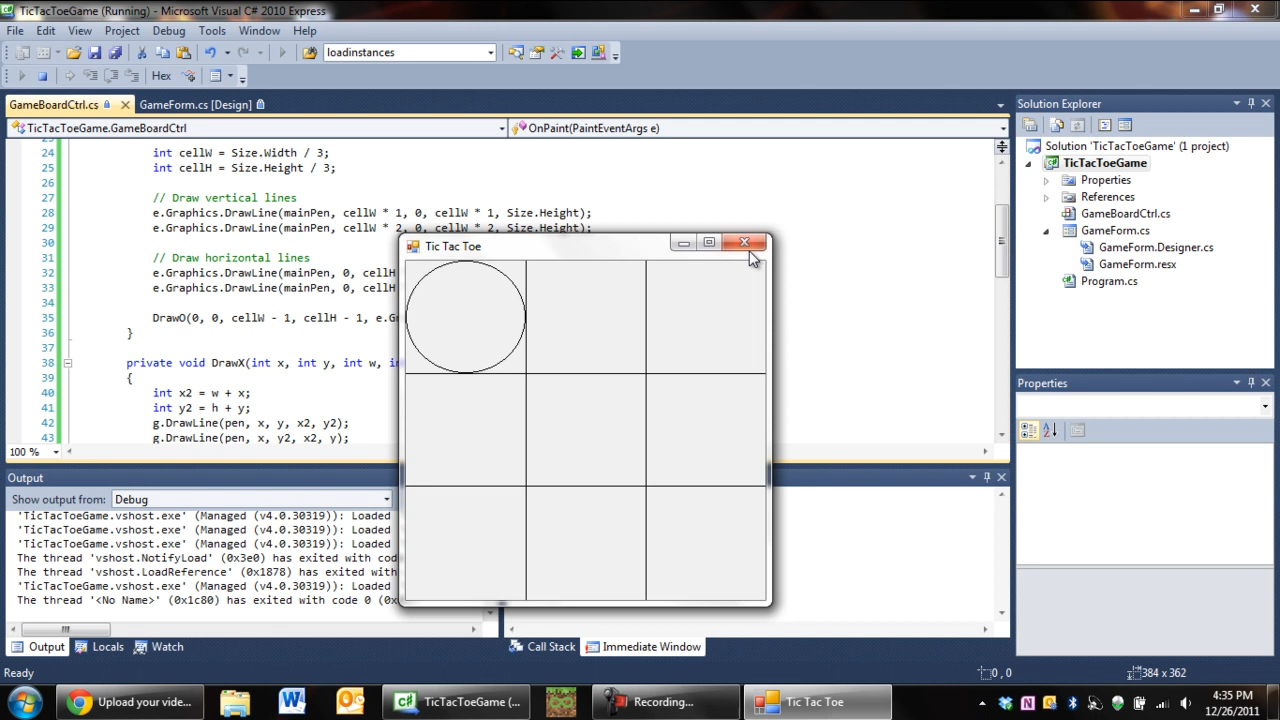 TicTacToeGame (Running) - Microsoft Visual C# 2010 Express
File Edit View Project Debug Tools Window Help
loadinstances
Hex
GameBoardCtrl.cs
GameForm.cs [Design]
TicTacToeGame.GameBoardCtrl
OnPaint(PaintEventArgs e)
24 int cellW = Size.Width / 3;
25 int cellH = Size.Height / 3;
26
27 // Draw vertical lines
28 e.Graphics.DrawLine(mainPen, cellW * 1, 0, cellW * 1, Size.Height);
29 e.Graphics.DrawLine(mainPen, cellW * 2, 0, cellW * 2, Size.Height);
30
31 // Draw horizontal lines
32 e.Graphics.DrawLine(mainPen, 0, cellH
33 e.Graphics.DrawLine(mainPen, 0, cellH
34
35 DrawO(0, 0, cellW - 1, cellH - 1, e.Gr
36 }
37
38 private void DrawX(int x, int y, int w, in
39 {
40 int x2 = w + x;
41 int y2 = h + y;
42 g.DrawLine(pen, x, y, x2, y2);
43 g.DrawLine(pen, x, y2, x2, y);
100 %
Tic Tac Toe
Solution Explorer
Solution 'TicTacToeGame' (1 project)
TicTacToeGame
Properties
References
GameBoardCtrl.cs
GameForm.cs
GameForm.Designer.cs
GameForm.resx
Program.cs
Properties
Output
Show output from: Debug
'TicTacToeGame.vshost.exe' (Managed (v4.0.30319)): Loaded
'TicTacToeGame.vshost.exe' (Managed (v4.0.30319)): Loaded
'TicTacToeGame.vshost.exe' (Managed (v4.0.30319)): Loaded
The thread 'vshost.NotifyLoad' (0x3e0) has exited with cod
The thread 'vshost.LoadReference' (0x1878) has exited with
'TicTacToeGame.vshost.exe' (Managed (v4.0.30319)): Loaded
The thread '<No Name>' (0x1c80) has exited with code 0 (0x
Output Locals Watch
Call Stack Immediate Window
Ready
0 , 0
384 x 362
Upload your vide...
TicTacToeGame (...
Recording...
Tic Tac Toe
4:35 PM
12/26/2011